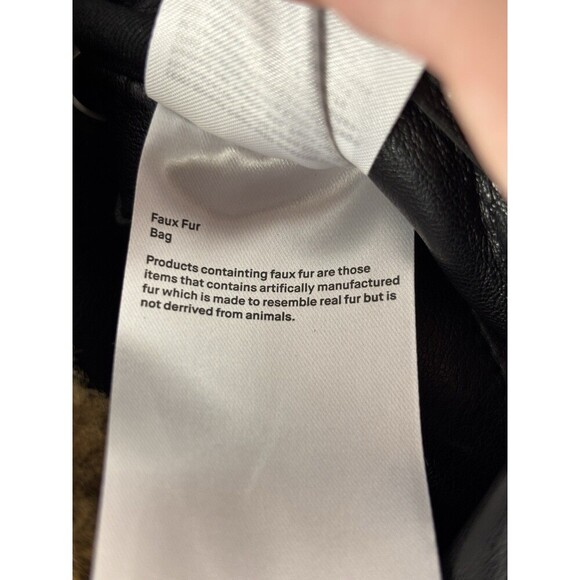 Faux Fur
Bag
Products containting faux fur are those
items that contains artifically manufactured
fur which is made to resemble real fur but is
not derrived from animals.